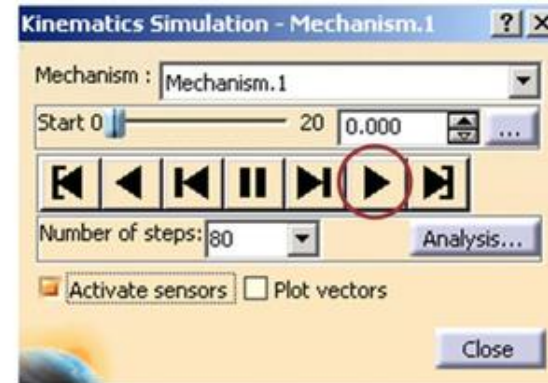 Kinematics Simulation - Mechanism.1 ? X
Mechanism : Mechanism.1
Start 0 20 0.000 ...
Number of steps: 80 Analysis...
Activate sensors Plot vectors
Close